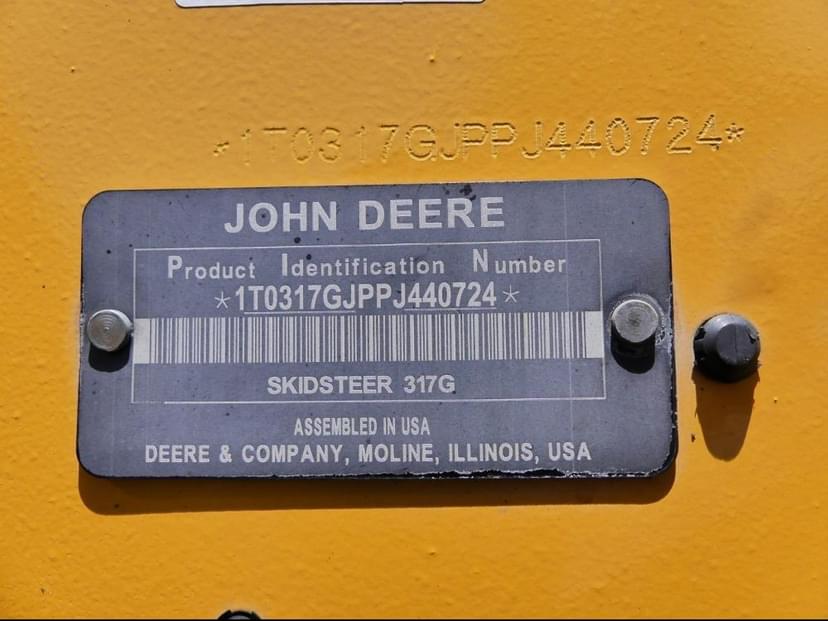 *1T0317GJPPJ440724*
JOHN DEERE
Product Identification Number
*1T0317GJPPJ440724*
SKIDSTEER 317G
ASSEMBLED IN USA
DEERE & COMPANY, MOLINE, ILLINOIS, USA